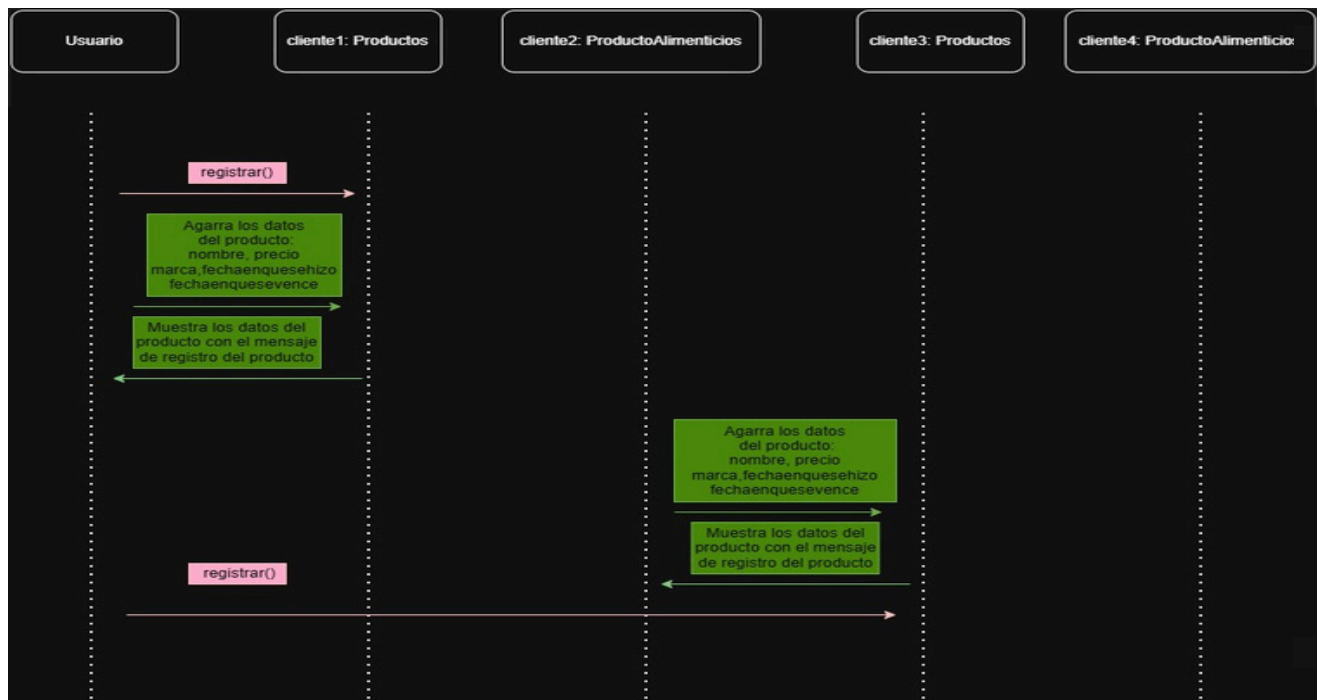 Usuario
cliente1: Productos
cliente2: ProductoAlimenticios
cliente3: Productos
cliente4: ProductoAlimenticio
registrar()
Agarra los datos
del producto:
nombre, precio
marca,fechaenquesehizo
fechaenquesevence
Muestra los datos del
producto con el mensaje
de registro del producto
Agarra los datos
del producto:
nombre, precio
marca,fechaenquesehizo
fechaenquesevence
Muestra los datos del
producto con el mensaje
de registro del producto
registrar()